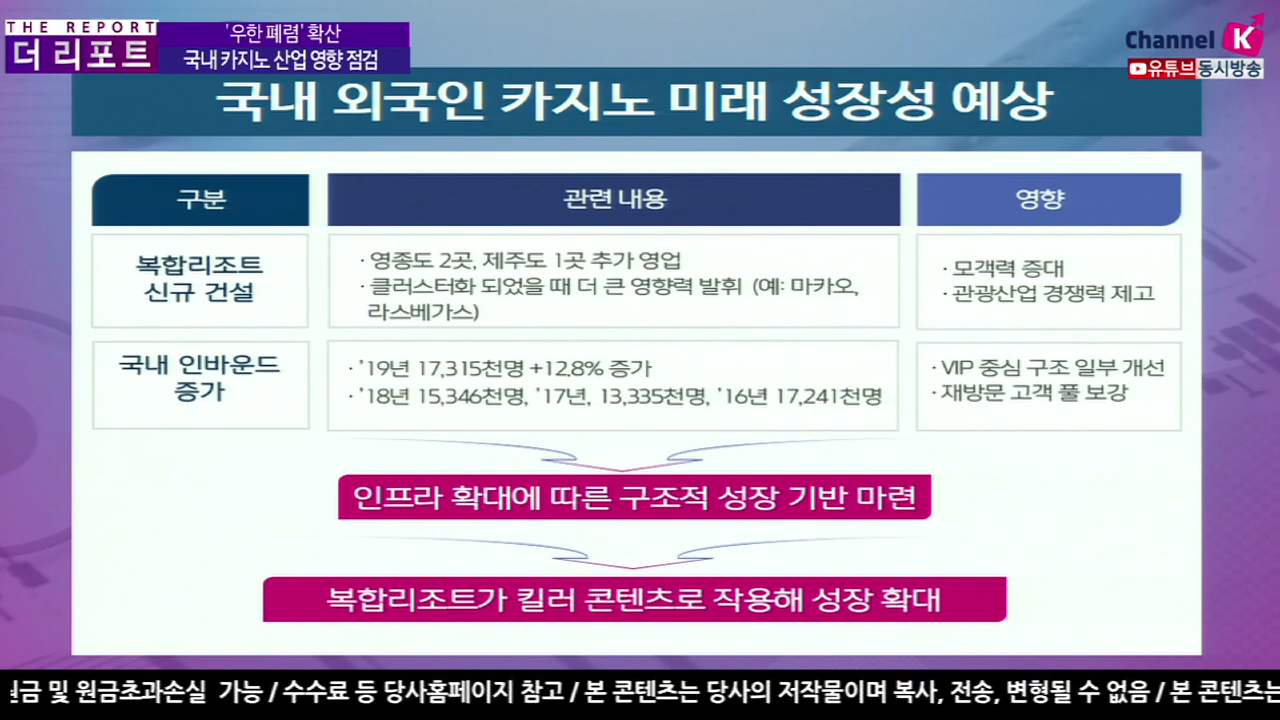 THE REPORT
더 리포트
'우한 폐렴' 확산
국내 카지노 산업 영향 점검
Channel K
유튜브 동시방송
국내 외국인 카지노 미래 성장성 예상
구분
관련 내용
영향
복합리조트
신규 건설
· 영종도 2곳, 제주도 1곳 추가 영업
· 클러스터화 되었을 때 더 큰 영향력 발휘 (예: 마카오,
라스베가스)
· 모객력 증대
· 관광산업 경쟁력 제고
국내 인바운드
증가
· '19년 17,315천명 +12,8% 증가
· '18년 15,346천명, '17년, 13,335천명, '16년 17,241천명
· VIP 중심 구조 일부 개선
· 재방문 고객 풀 보강
인프라 확대에 따른 구조적 성장 기반 마련
복합리조트가 킬러 콘텐츠로 작용해 성장 확대
및 원금초과손실 가능 / 수수료 등 당사홈페이지 참고 / 본 콘텐츠는 당사의 저작물이며 복사, 전송, 변형될 수 없음 / 본 콘텐츠는